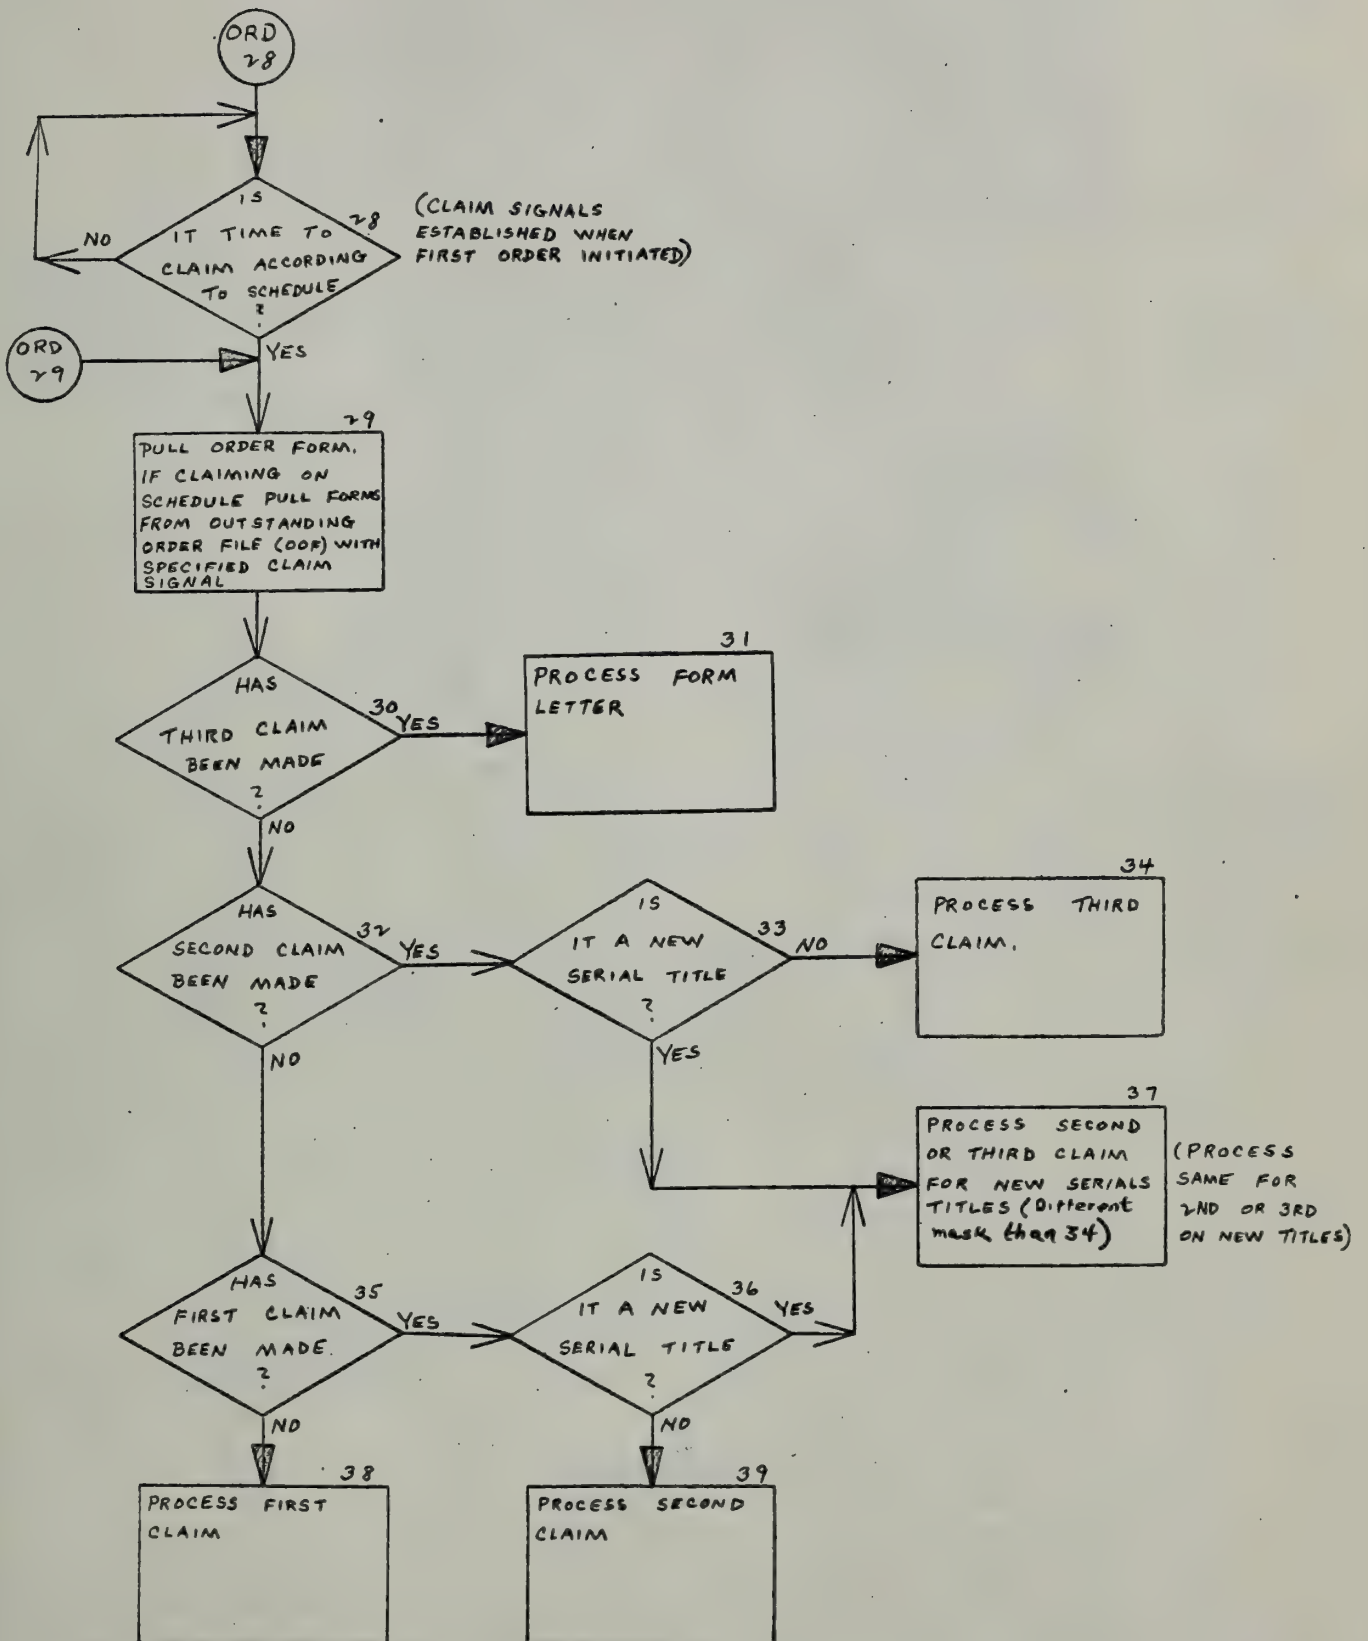 ORD
28
IS
28
IT TIME TO
CLAIM ACCORDING
TO SCHEDULE
?
NO
(CLAIM SIGNALS
ESTABLISHED WHEN
FIRST ORDER INITIATED)
YES
ORD
29
29
PULL ORDER FORM.
IF CLAIMING ON
SCHEDULE PULL FORMS
FROM OUTSTANDING
ORDER FILE (OOF) WITH
SPECIFIED CLAIM
SIGNAL
HAS
30
THIRD CLAIM
BEEN MADE
?
YES
NO
31
PROCESS FORM
LETTER
HAS
32
SECOND CLAIM
BEEN MADE
?
YES
NO
IS
33
IT A NEW
SERIAL TITLE
?
NO
YES
34
PROCESS THIRD
CLAIM.
37
PROCESS SECOND
OR THIRD CLAIM
FOR NEW SERIALS
TITLES (Different
mask than 34)
(PROCESS
SAME FOR
2ND OR 3RD
ON NEW TITLES)
HAS
35
FIRST CLAIM
BEEN MADE.
?
YES
NO
IS
36
IT A NEW
SERIAL TITLE
?
YES
NO
38
PROCESS FIRST
CLAIM
39
PROCESS SECOND
CLAIM